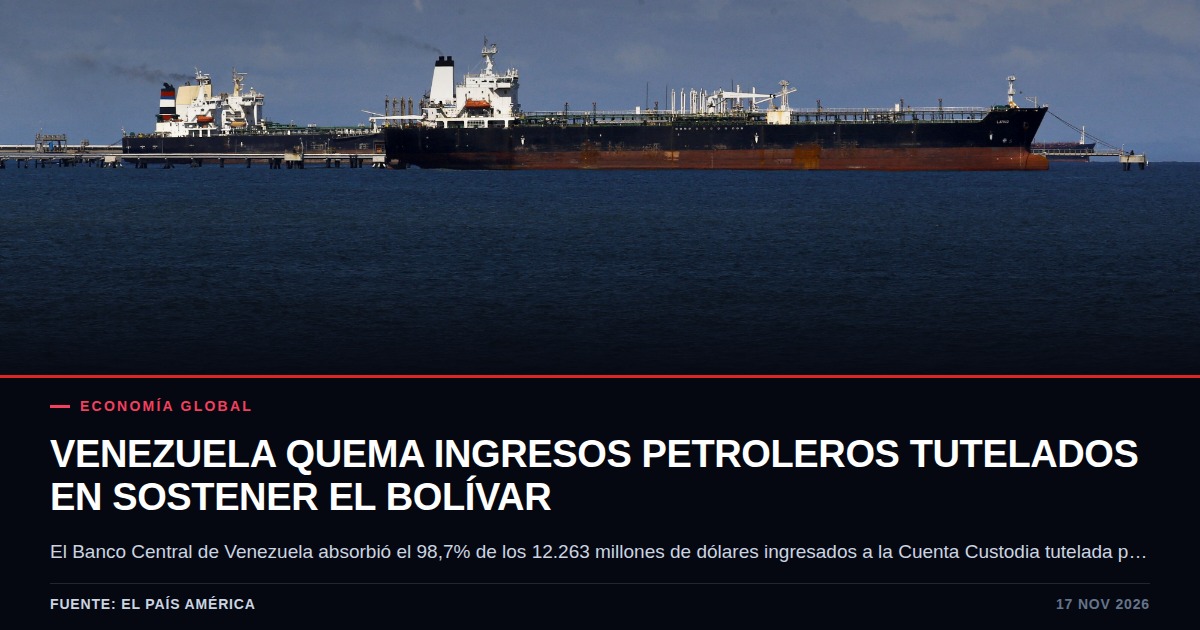 ECONOMÍA GLOBAL
VENEZUELA QUEMA INGRESOS PETROLEROS TUTELADOS
EN SOSTENER EL BOLÍVAR
El Banco Central de Venezuela absorbió el 98,7% de los 12.263 millones de dólares ingresados a la Cuenta Custodia tutelada p…
FUENTE: EL PAÍS AMÉRICA
17 NOV 2026